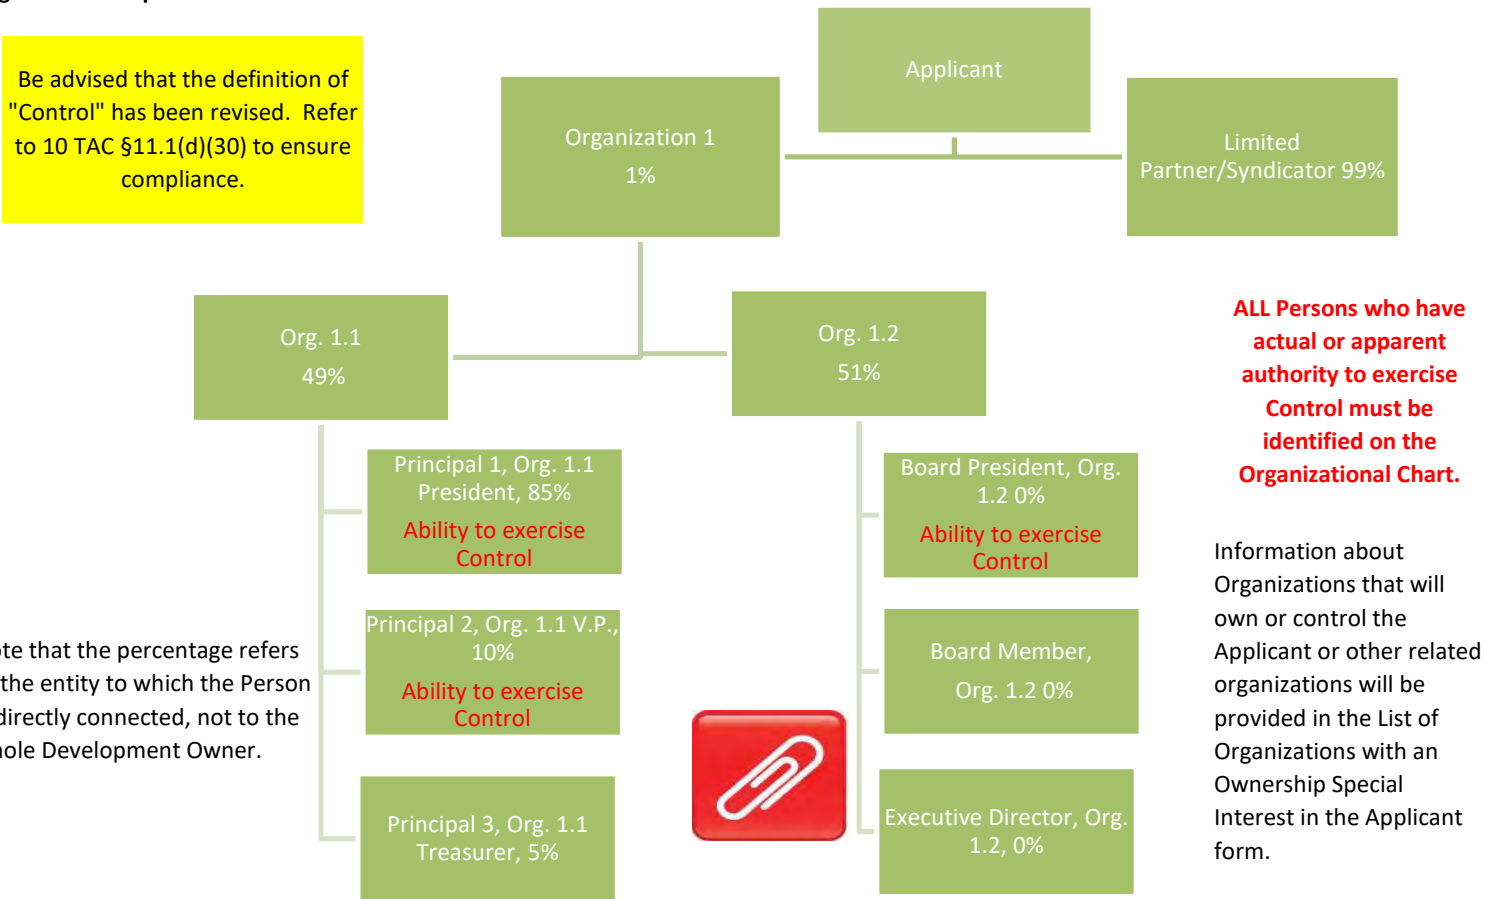 Be advised that the definition of
"Control" has been revised.  Refer
to 10 TAC §11.1(d)(30) to ensure
compliance.
Applicant
Organization 1
1%
Limited
Partner/Syndicator 99%
Org. 1.1
49%
Org. 1.2
51%
ALL Persons who have
actual or apparent
authority to exercise
Control must be
identified on the
Organizational Chart.
Principal 1, Org. 1.1
President, 85%
Ability to exercise
Control
Board President, Org.
1.2 0%
Ability to exercise
Control
Principal 2, Org. 1.1 V.P.,
10%
Ability to exercise
Control
Board Member,
Org. 1.2 0%
that the percentage refers
the entity to which the Person
directly connected, not to the
Development Owner.
Principal 3, Org. 1.1
Treasurer, 5%
Executive Director, Org.
1.2, 0%
Information about
Organizations that will
own or control the
Applicant or other related
organizations will be
provided in the List of
Organizations with an
Ownership Special
Interest in the Applicant
form.